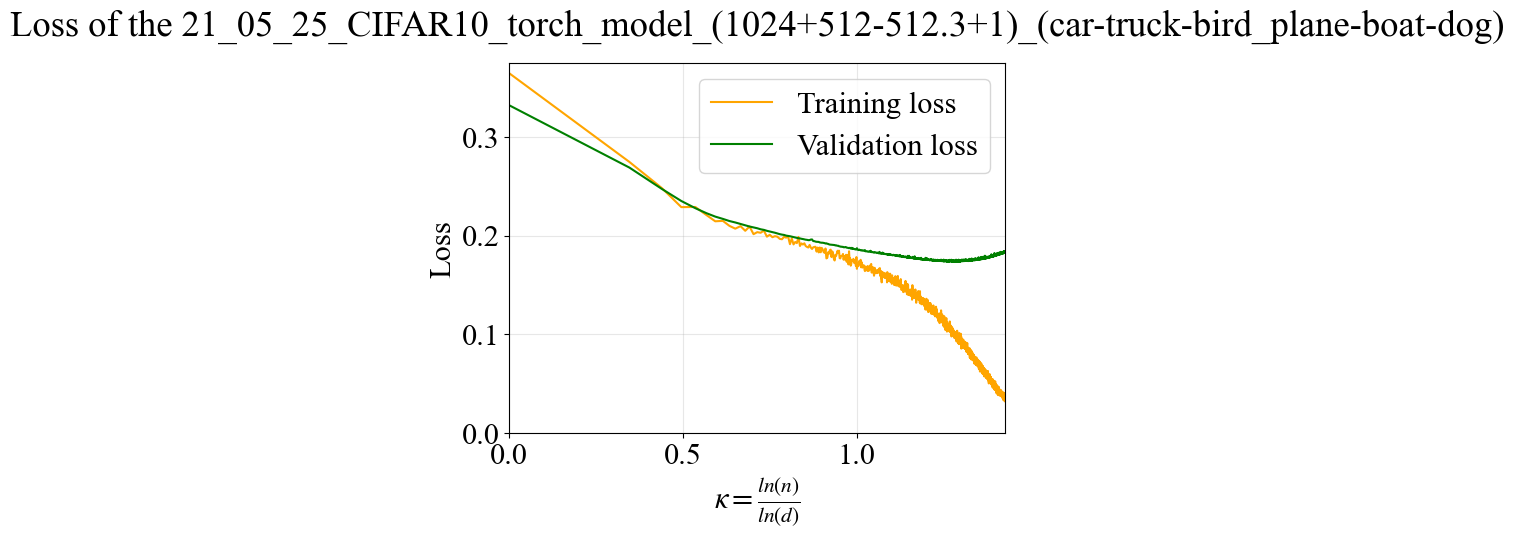 Loss of the 21_05_25_CIFAR10_torch_model_(1024+512-512.3+1)_(car-truck-bird_plane-boat-dog)
Training loss
Validation loss
Loss
0.3
0.2
0.1
0.0
0.0 0.5 1.0
κ = ln(n)/ln(d)